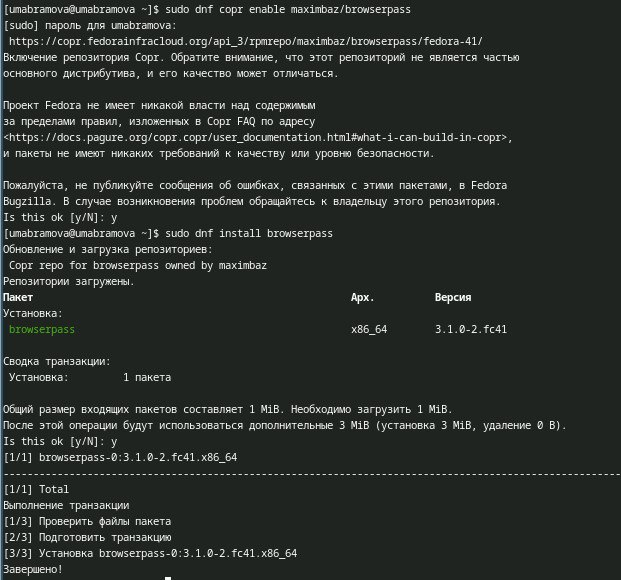 [umabramova@umabramova ~]$ sudo dnf copr enable maximbaz/browserpass
[sudo] пароль для umabramova:
https://copr.fedorainfracloud.org/api_3/rpmrepo/maximbaz/browserpass/fedora-41/
Включение репозитория Copr. Обратите внимание, что этот репозиторий не является частью
основного дистрибутива, и его качество может отличаться.
Проект Fedora не имеет никакой власти над содержимым
за пределами правил, изложенных в Copr FAQ по адресу
<https://docs.pagure.org/copr.copr/user_documentation.html#what-i-can-build-in-copr>,
и пакеты не имеют никаких требований к качеству или уровню безопасности.
Пожалуйста, не публикуйте сообщения об ошибках, связанных с этими пакетами, в Fedora
Bugzilla. В случае возникновения проблем обращайтесь к владельцу этого репозитория.
Is this ok [y/N]: y
[umabramova@umabramova ~]$ sudo dnf install browserpass
Обновление и загрузка репозиториев:
Copr repo for browserpass owned by maximbaz
Репозитории загружены.
Пакет Арх. Версия
Установка:
browserpass x86_64 3.1.0-2.fc41
Сводка транзакции:
Установка: 1 пакета
Общий размер входящих пакетов составляет 1 MiB. Необходимо загрузить 1 MiB.
После этой операции будут использоваться дополнительные 3 MiB (установка 3 MiB, удаление 0 B).
Is this ok [y/N]: y
[1/1] browserpass-0:3.1.0-2.fc41.x86_64
[1/1] Total
Выполнение транзакции
[1/3] Проверить файлы пакета
[2/3] Подготовить транзакцию
[3/3] Установка browserpass-0:3.1.0-2.fc41.x86_64
Завершено!